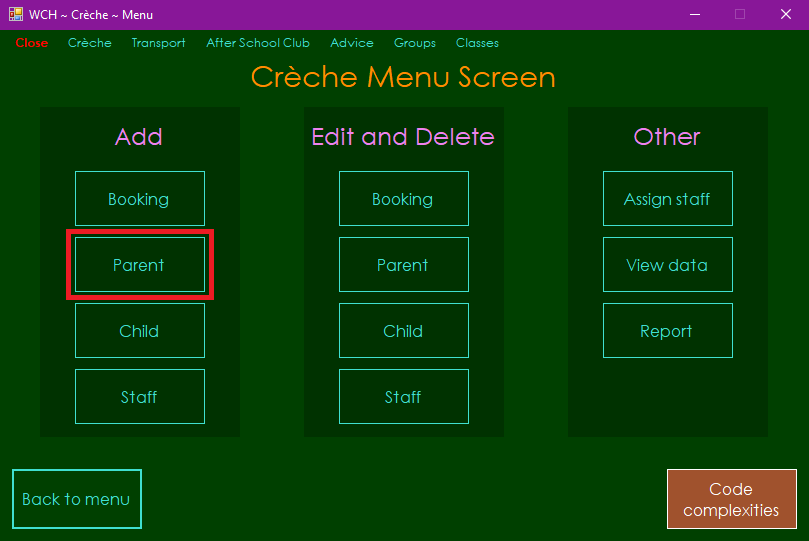 WCH ~ Crèche ~ Menu
Close Crèche Transport After School Club Advice Groups Classes
Crèche Menu Screen
Add
Booking
Parent
Child
Staff
Edit and Delete
Booking
Parent
Child
Staff
Other
Assign staff
View data
Report
Back to menu
Code
complexities